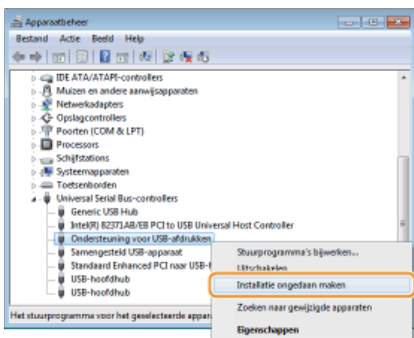 Apparaatbeheer
Bestand Actie Beeld Help
IDE ATA/ATAPI-controllers
Muizen en andere aanwijsapparaten
Netwerkadapters
Opslagcontrollers
Poorten (COM & LPT)
Processors
Schijfstations
Systeemapparaten
Toetsenborden
Universal Serial Bus-controllers
Generic USB Hub
Intel(R) 82371AB/EB PCI to USB Universal Host Controller
Ondersteuning voor USB-afdrukken
Samengesteld USB-apparaat
Standaard Enhanced PCI naar USB-
USB-hoofdhub
USB-hoofdhub
Stuurprogramma's bijwerken...
Uitschakelen
Installatie ongedaan maken
Zoeken naar gewijzigde apparaten
Eigenschappen
Het stuurprogramma voor het geselecteerde appar